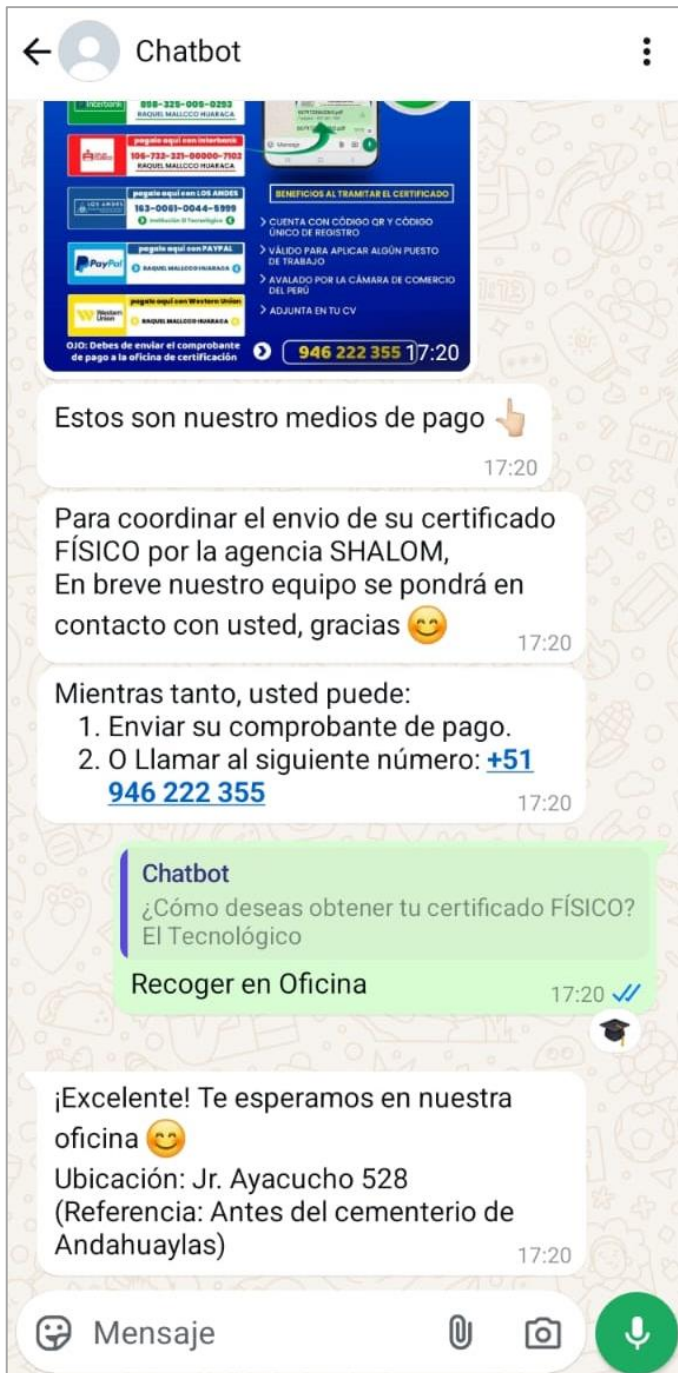 Chatbot
Interbank
898-325-005-0293
RAQUEL MALLCCO HUARACA
pagalo aquí con Interbank
106-733-321-00000-7102
RAQUEL MALLCCO HUARACA
pagalo aquí con LOS ANDES
LOS ANDES
163-0061-0044-5999
Institución El Tecnológico
pagalo aquí con PAYPAL
PayPal
RAQUEL MALLCCO HUARACA
pagalo aquí con Western Union
Western
Union
RAQUEL MALLCCO HUARACA
Mensaje
BENEFICIOS AL TRAMITAR EL CERTIFICADO
CUENTA CON CÓDIGO QR Y CÓDIGO
ÚNICO DE REGISTRO
VÁLIDO PARA APLICAR ALGÚN PUESTO
DE TRABAJO
AVALADO POR LA CÁMARA DE COMERCIO
DEL PERÚ
ADJUNTA EN TU CV
OJO: Debes de enviar el comprobante
de pago a la oficina de certificación
946 222 355
17:20
Estos son nuestro medios de pago 👆🏻
17:20
Para coordinar el envio de su certificado
FÍSICO por la agencia SHALOM,
En breve nuestro equipo se pondrá en
contacto con usted, gracias 😊
17:20
Mientras tanto, usted puede:
1. Enviar su comprobante de pago.
2. O Llamar al siguiente número: +51
946 222 355
17:20
Chatbot
¿Cómo deseas obtener tu certificado FÍSICO?
El Tecnológico
Recoger en Oficina
17:20
¡Excelente! Te esperamos en nuestra
oficina 😊
Ubicación: Jr. Ayacucho 528
(Referencia: Antes del cementerio de
Andahuaylas)
17:20
Mensaje